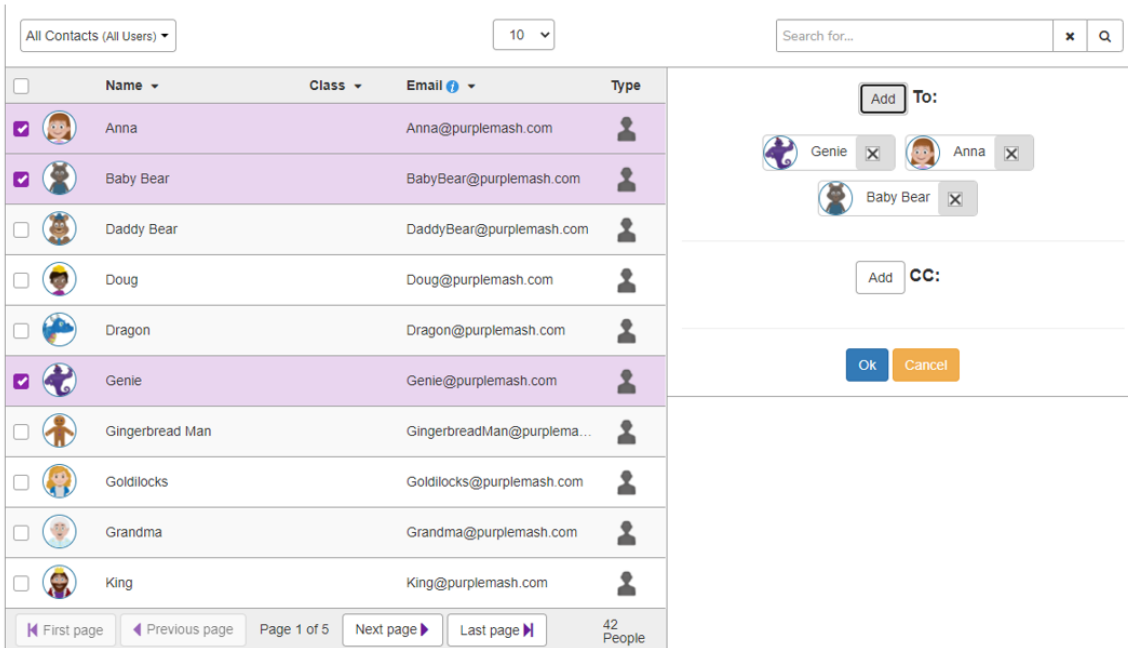 All Contacts (All Users)
10
Search for...
Name Class Email Type
Anna Anna@purplemash.com
Baby Bear BabyBear@purplemash.com
Daddy Bear DaddyBear@purplemash.com
Doug Doug@purplemash.com
Dragon Dragon@purplemash.com
Genie Genie@purplemash.com
Gingerbread Man GingerbreadMan@purplema...
Goldilocks Goldilocks@purplemash.com
Grandma Grandma@purplemash.com
King King@purplemash.com
First page Previous page Page 1 of 5 Next page Last page 42 People
Add To:
Genie Anna
Baby Bear
Add CC:
Ok Cancel